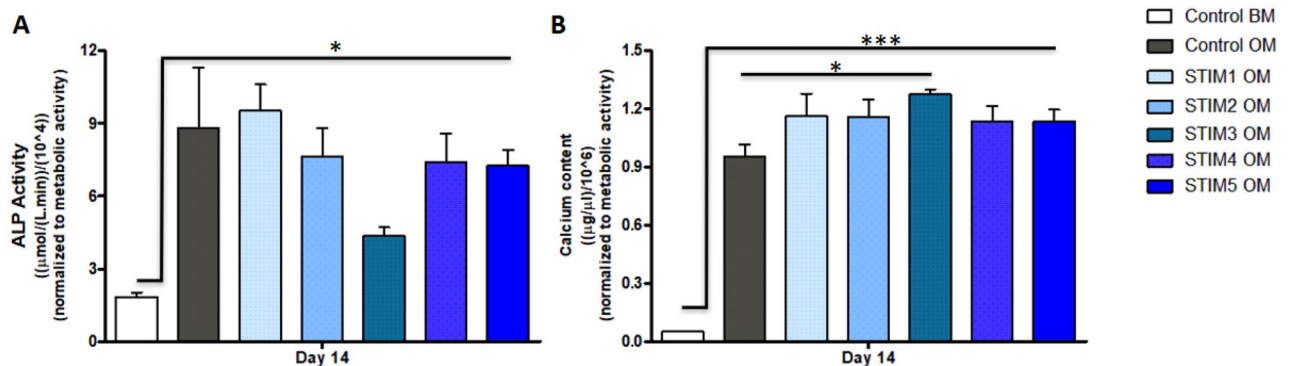 A
*
12
9
6
3
0
ALP Activity
((µmol/(L.min))/(10^4))
(normalized to metabolic activity)
Day 14
B
***
*
1.5
1.2
0.9
0.6
0.3
0.0
Calcium content
((µg/µl)/10^6)
(normalized to metabolic activity)
Day 14
Control BM
Control OM
STIM1 OM
STIM2 OM
STIM3 OM
STIM4 OM
STIM5 OM